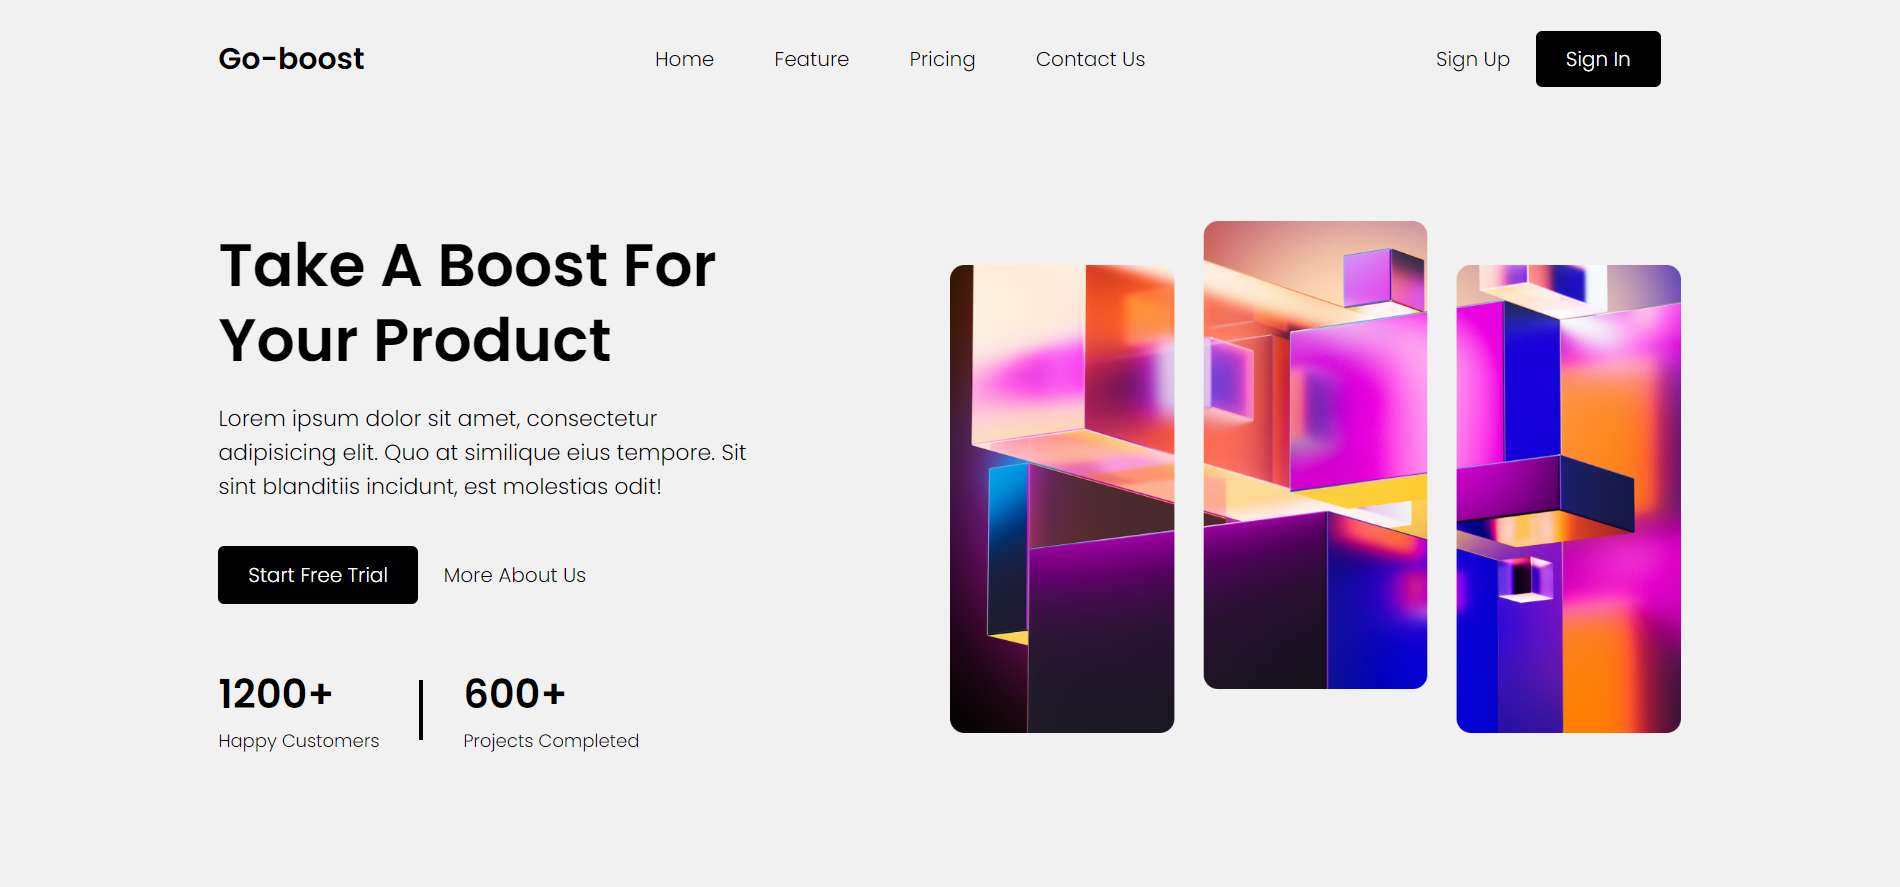 Go-boost
Home Feature Pricing Contact Us
Sign Up Sign In
Take A Boost For
Your Product
Lorem ipsum dolor sit amet, consectetur
adipisicing elit. Quo at similique eius tempore. Sit
sint blanditiis incidunt, est molestias odit!
Start Free Trial More About Us
1200+
Happy Customers
600+
Projects Completed